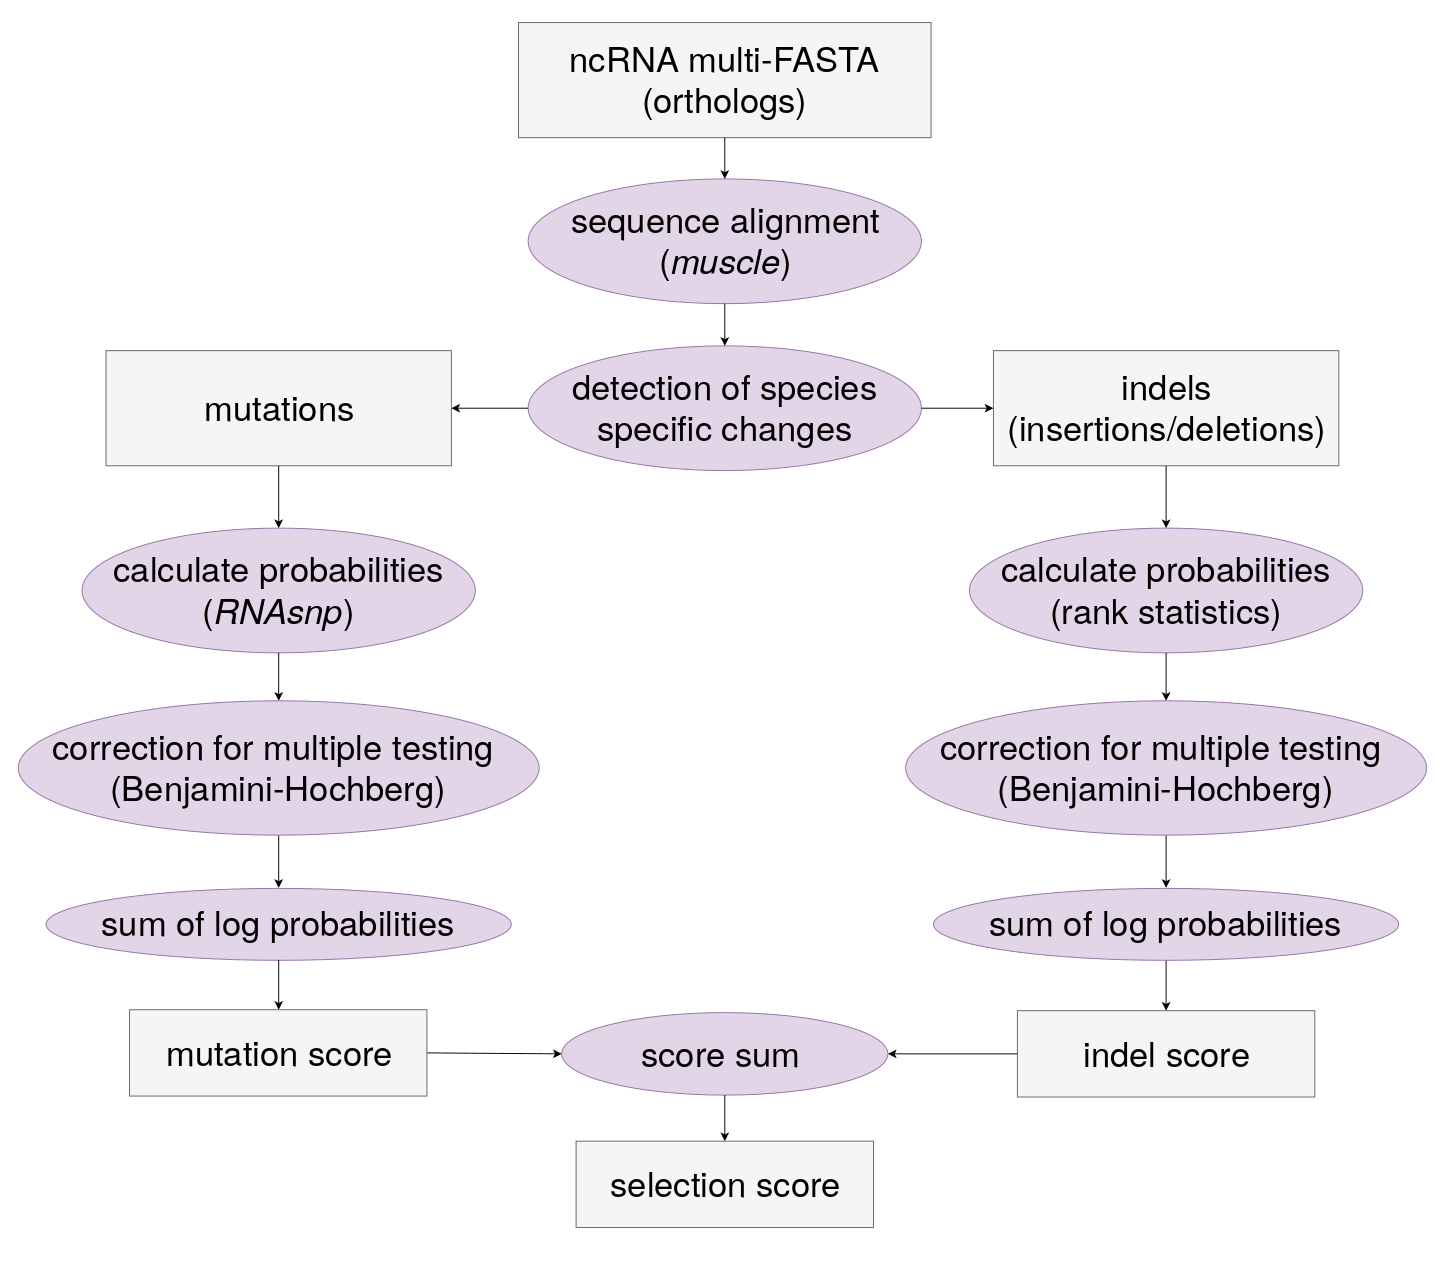 ncRNA multi-FASTA
(orthologs)
sequence alignment
(muscle)
detection of species
specific changes
mutations
indels
(insertions/deletions)
calculate probabilities
(RNAsnp)
calculate probabilities
(rank statistics)
correction for multiple testing
(Benjamini-Hochberg)
correction for multiple testing
(Benjamini-Hochberg)
sum of log probabilities
sum of log probabilities
mutation score
score sum
indel score
selection score